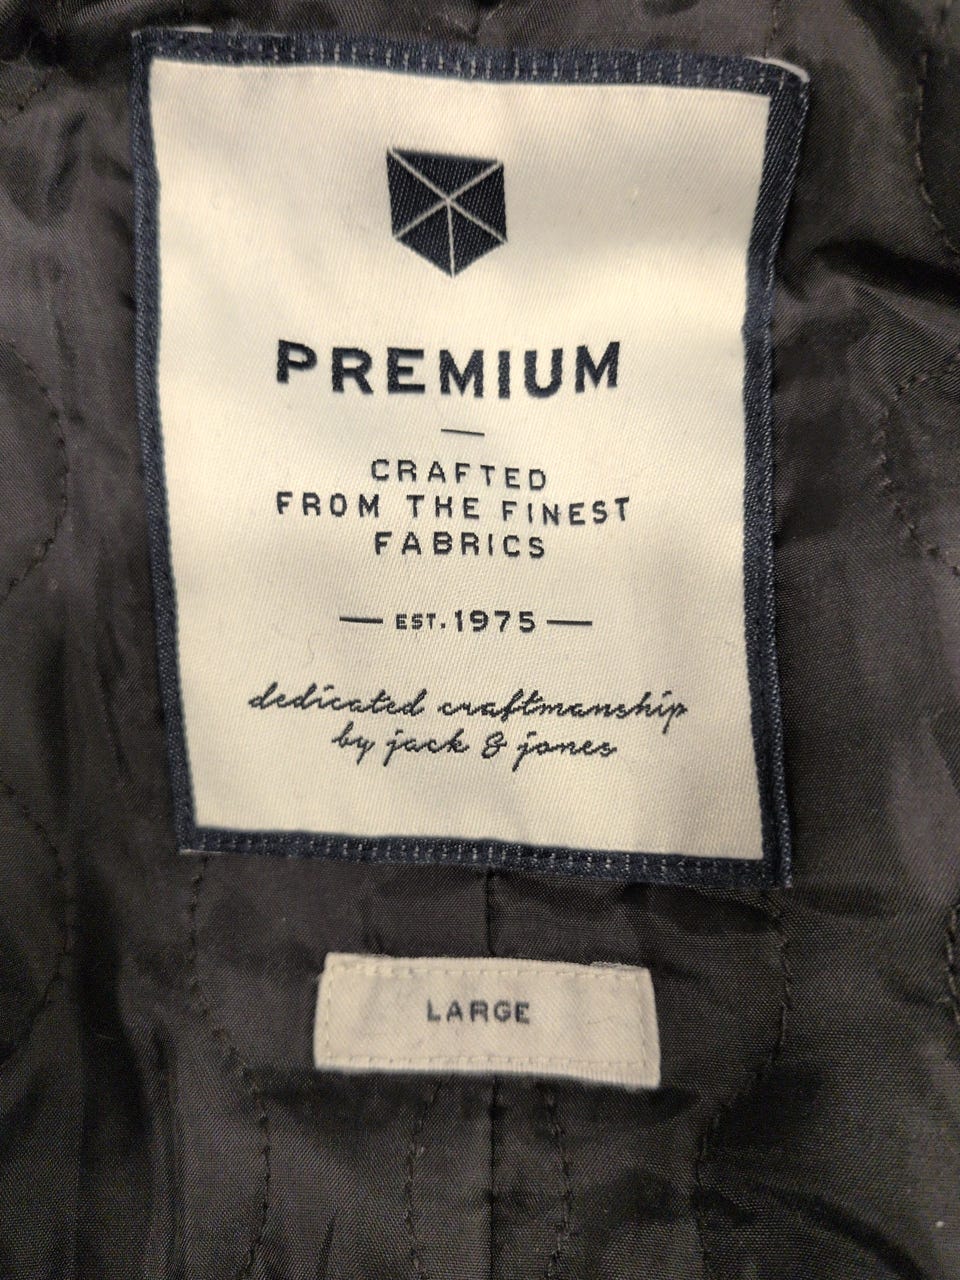 PREMIUM
CRAFTED
FROM THE FINEST
FABRICS
EST. 1975
dedicated craftmanship
by jack & jones
LARGE